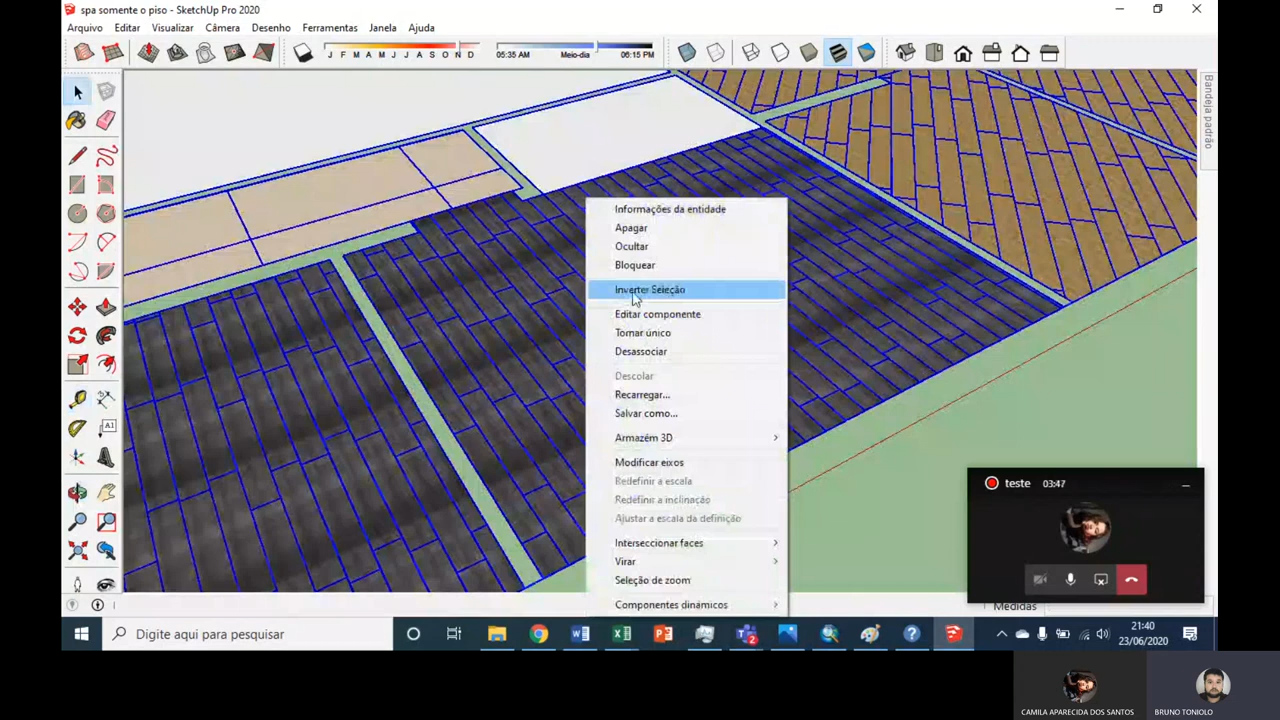 spa somente o piso - SketchUp Pro 2020
Arquivo Editar Visualizar Câmera Desenho Ferramentas Janela Ajuda
J F M A M J J A S O N D 05:35 AM Meio-dia 06:15 PM
Bandeja padrão
Informações da entidade
Apagar
Ocultar
Bloquear
Inverter Seleção
Editar componente
Tornar único
Desassociar
Descolar
Recarregar...
Salvar como...
Armazém 3D
Modificar eixos
Redefinir a escala
Redefinir a inclinação
Ajustar a escala da definição
Interseccionar faces
Virar
Seleção de zoom
Componentes dinâmicos
A1
teste 03:47
Medidas
Digite aqui para pesquisar
2
21:40
23/06/2020
CAMILA APARECIDA DOS SANTOS
BRUNO TONIOLO